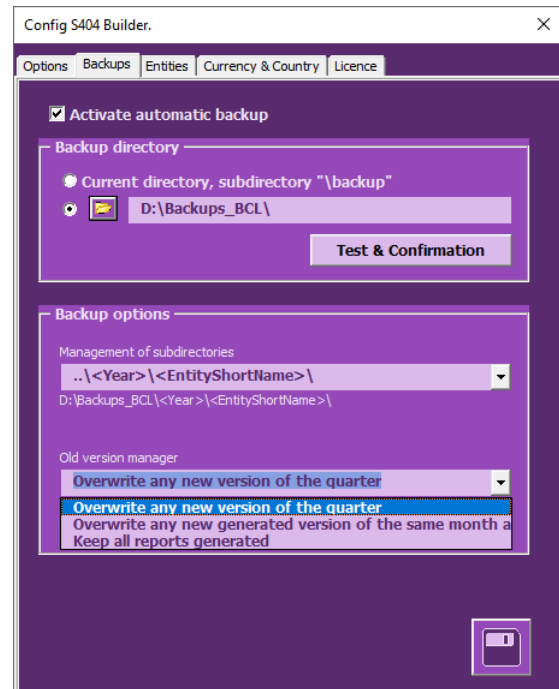 Config S404 Builder.
Options Backups Entities Currency & Country Licence
Activate automatic backup
Backup directory
Current directory, subdirectory "\backup"
D:\Backups_BCL\
Test & Confirmation
Backup options
Management of subdirectories
..\<Year>\<EntityShortName>\
D:\Backups_BCL\<Year>\<EntityShortName>\
Old version manager
Overwrite any new version of the quarter
Overwrite any new version of the quarter
Overwrite any new generated version of the same month a
Keep all reports generated